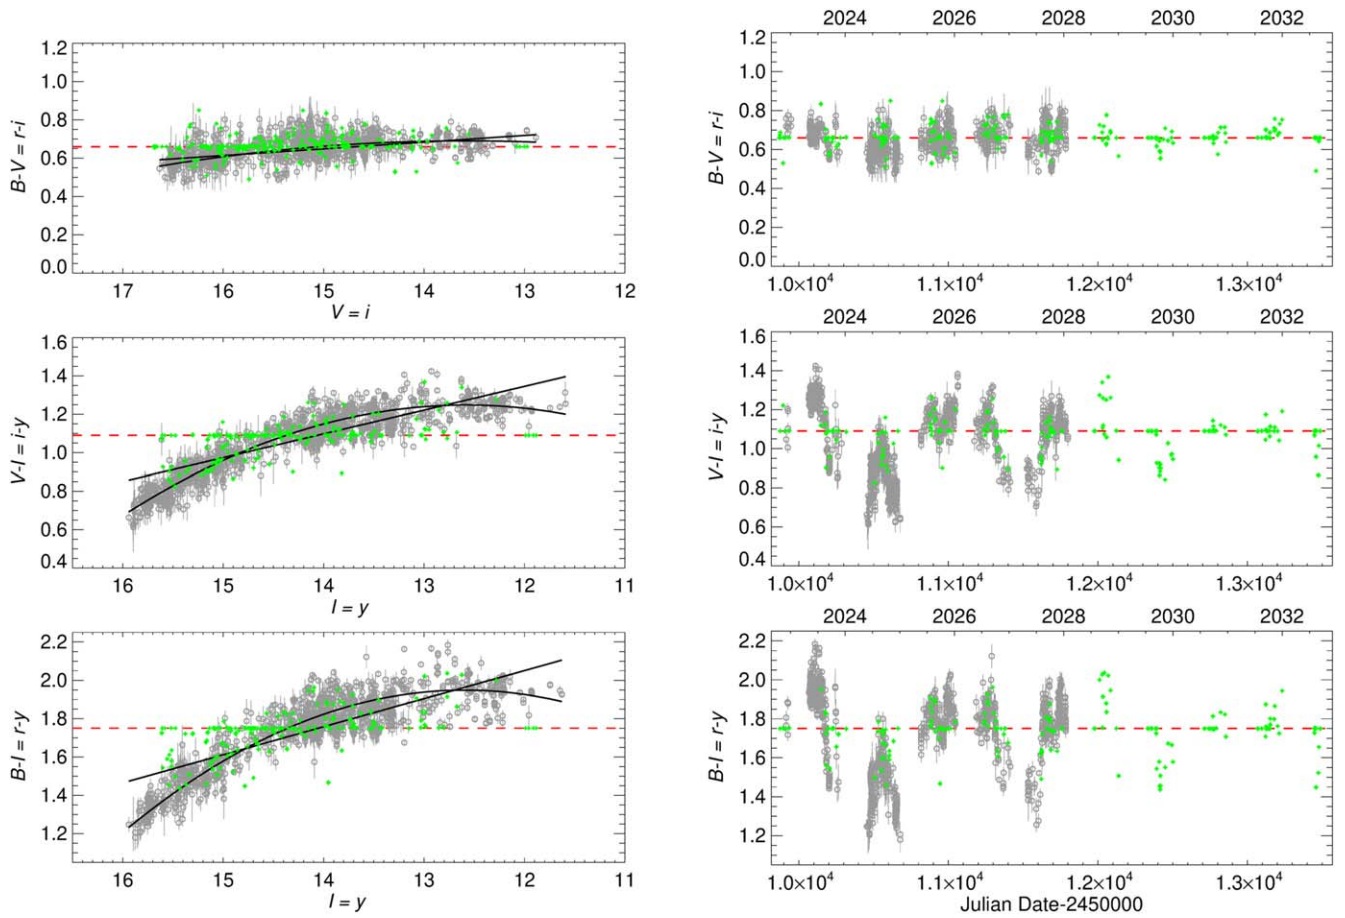 2024 2026 2028 2030 2032
1.2
1.0
0.8
0.6
0.4
0.2
0.0
B-V = r-i
17 16 15 14 13 12
V = i
1.2
1.0
0.8
0.6
0.4
0.2
0.0
B-V = r-i
1.0×10⁴ 1.1×10⁴ 1.2×10⁴ 1.3×10⁴
2024 2026 2028 2030 2032
1.6
1.4
1.2
1.0
0.8
0.6
0.4
V-I = i-y
16 15 14 13 12 11
I = y
1.6
1.4
1.2
1.0
0.8
0.6
0.4
V-I = i-y
1.0×10⁴ 1.1×10⁴ 1.2×10⁴ 1.3×10⁴
2024 2026 2028 2030 2032
2.2
2.0
1.8
1.6
1.4
1.2
B-I = r-y
16 15 14 13 12 11
I = y
2.2
2.0
1.8
1.6
1.4
1.2
B-I = r-y
1.0×10⁴ 1.1×10⁴ 1.2×10⁴ 1.3×10⁴
Julian Date-2450000